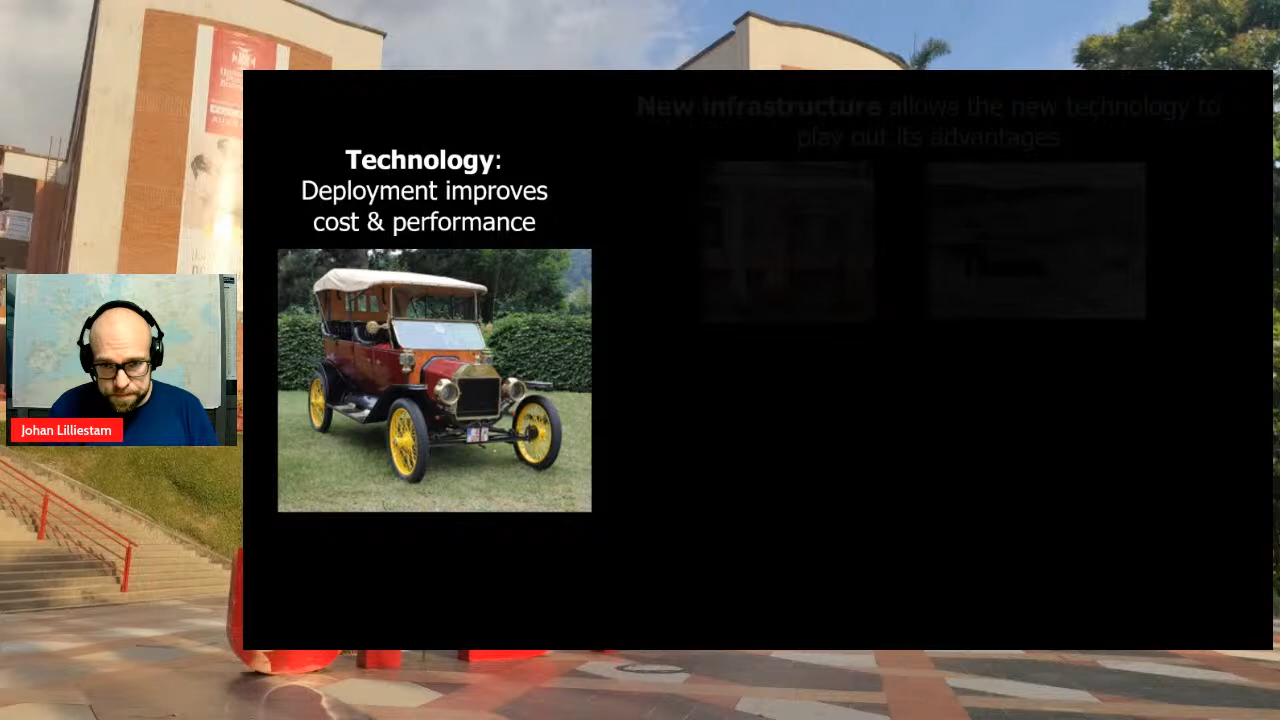 New infrastructure allows the new technology to
play out its advantages
Technology:
Deployment improves
cost & performance
Johan Lilliestam